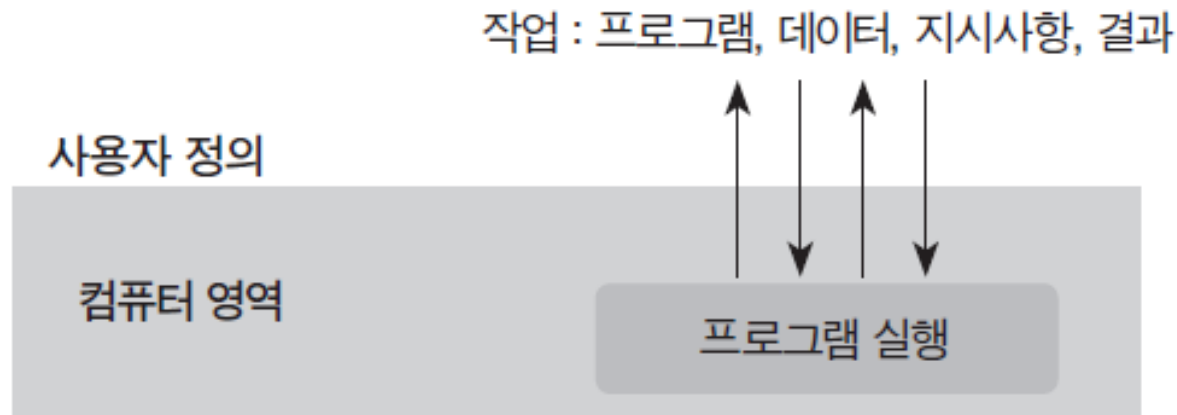 작업 : 프로그램, 데이터, 지시사항, 결과
사용자 정의
컴퓨터 영역
프로그램 실행